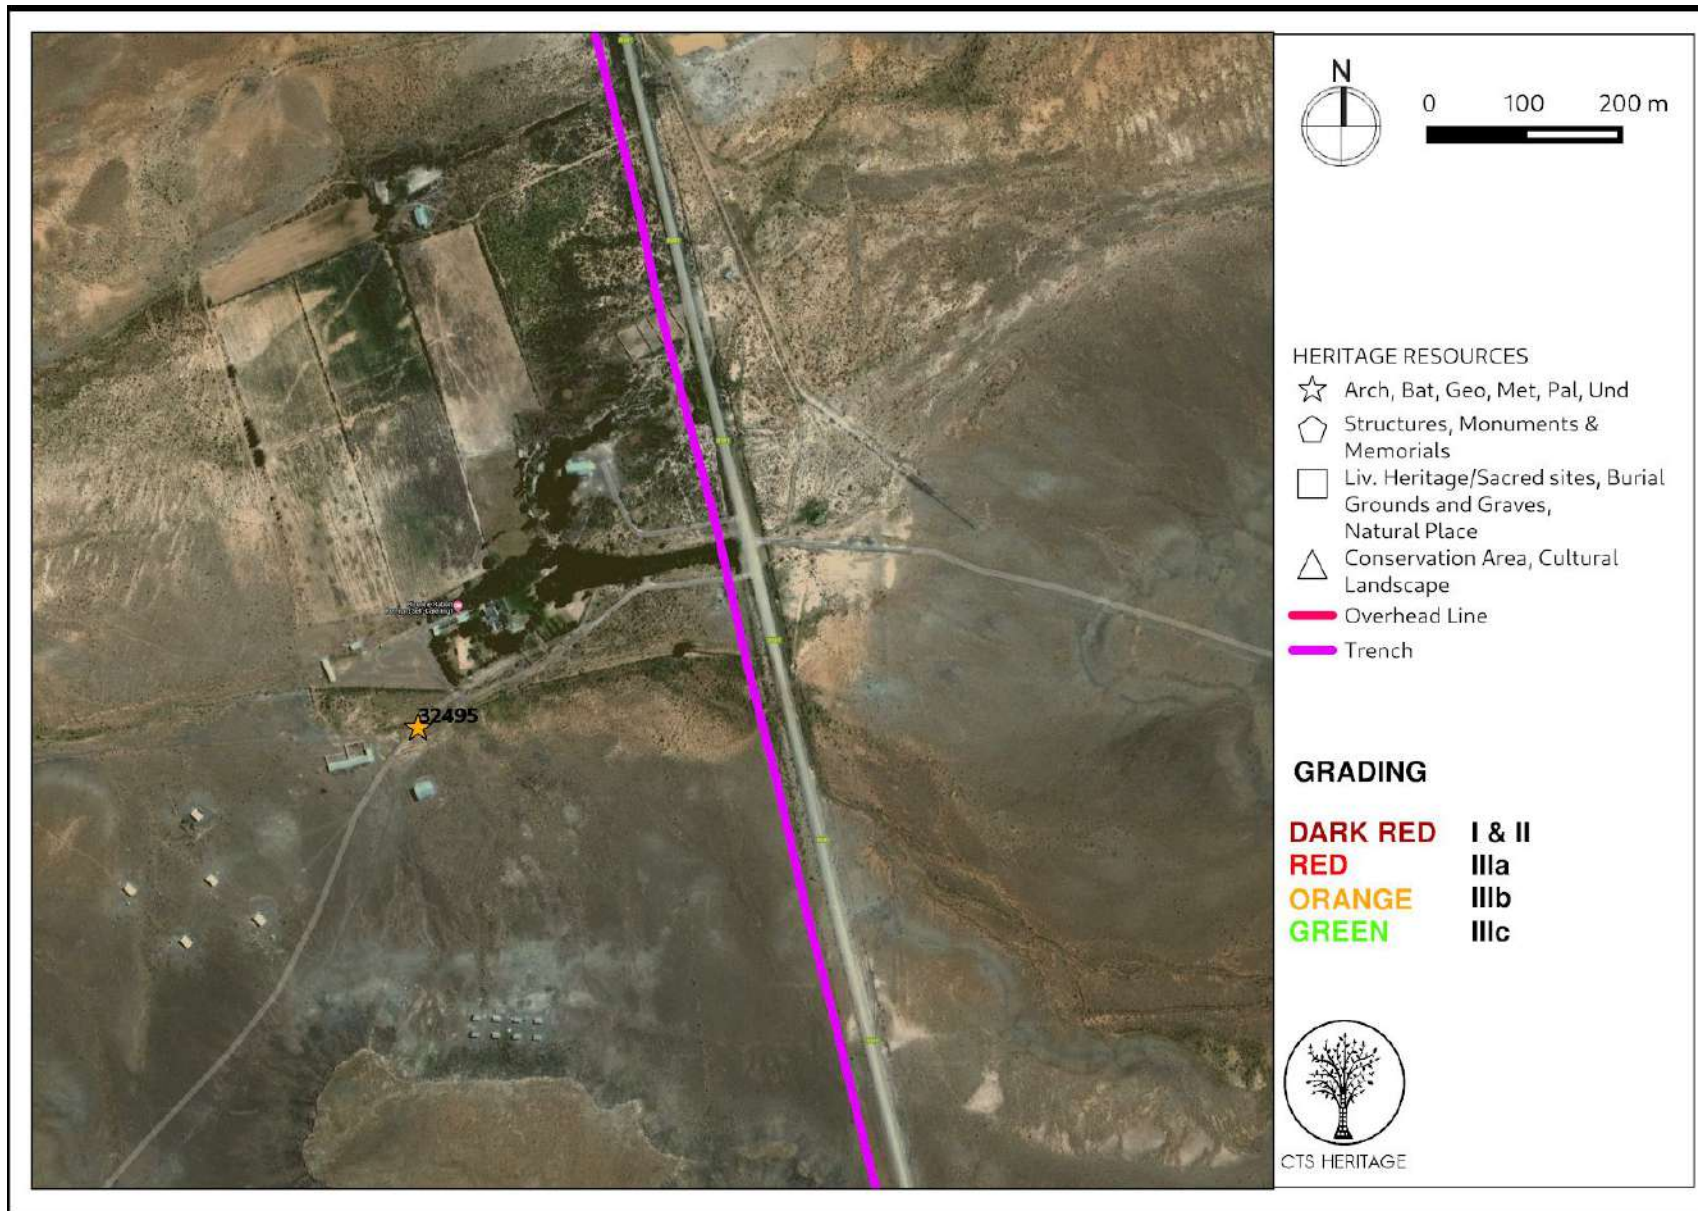 32495
N
0 100 200 m
HERITAGE RESOURCES
Arch, Bat, Geo, Met, Pal, Und
Structures, Monuments &
Memorials
Liv. Heritage/Sacred sites, Burial
Grounds and Graves,
Natural Place
Conservation Area, Cultural
Landscape
Overhead Line
Trench
GRADING
DARK RED I & II
RED IIIa
ORANGE IIIb
GREEN IIIc
CTS HERITAGE